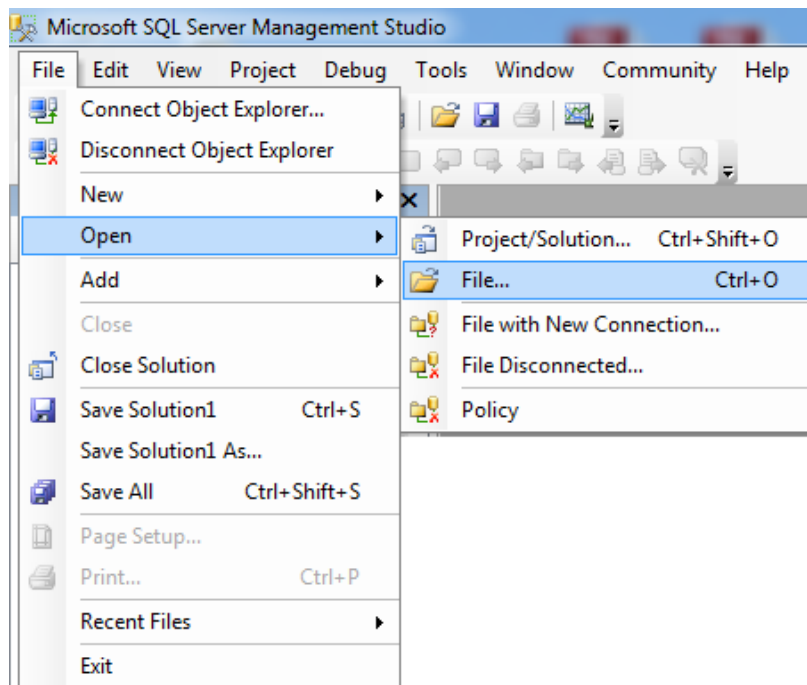 Microsoft SQL Server Management Studio
File Edit View Project Debug Tools Window Community Help
Connect Object Explorer...
Disconnect Object Explorer
New
Open
Project/Solution... Ctrl+Shift+O
Add
File... Ctrl+O
Close
File with New Connection...
Close Solution
File Disconnected...
Save Solution1 Ctrl+S
Policy
Save Solution1 As...
Save All Ctrl+Shift+S
Page Setup...
Print... Ctrl+P
Recent Files
Exit